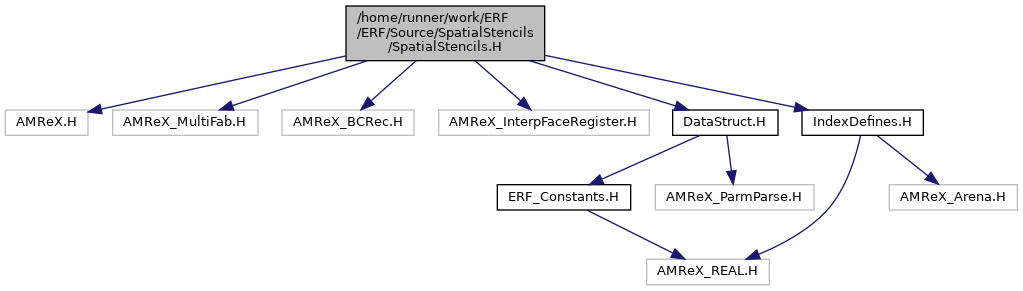 /home/runner/work/ERF
/ERF/Source/SpatialStencils
/SpatialStencils.H
AMReX.H
AMReX_MultiFab.H
AMReX_BCRec.H
AMReX_InterpFaceRegister.H
DataStruct.H
IndexDefines.H
ERF_Constants.H
AMReX_ParmParse.H
AMReX_Arena.H
AMReX_REAL.H